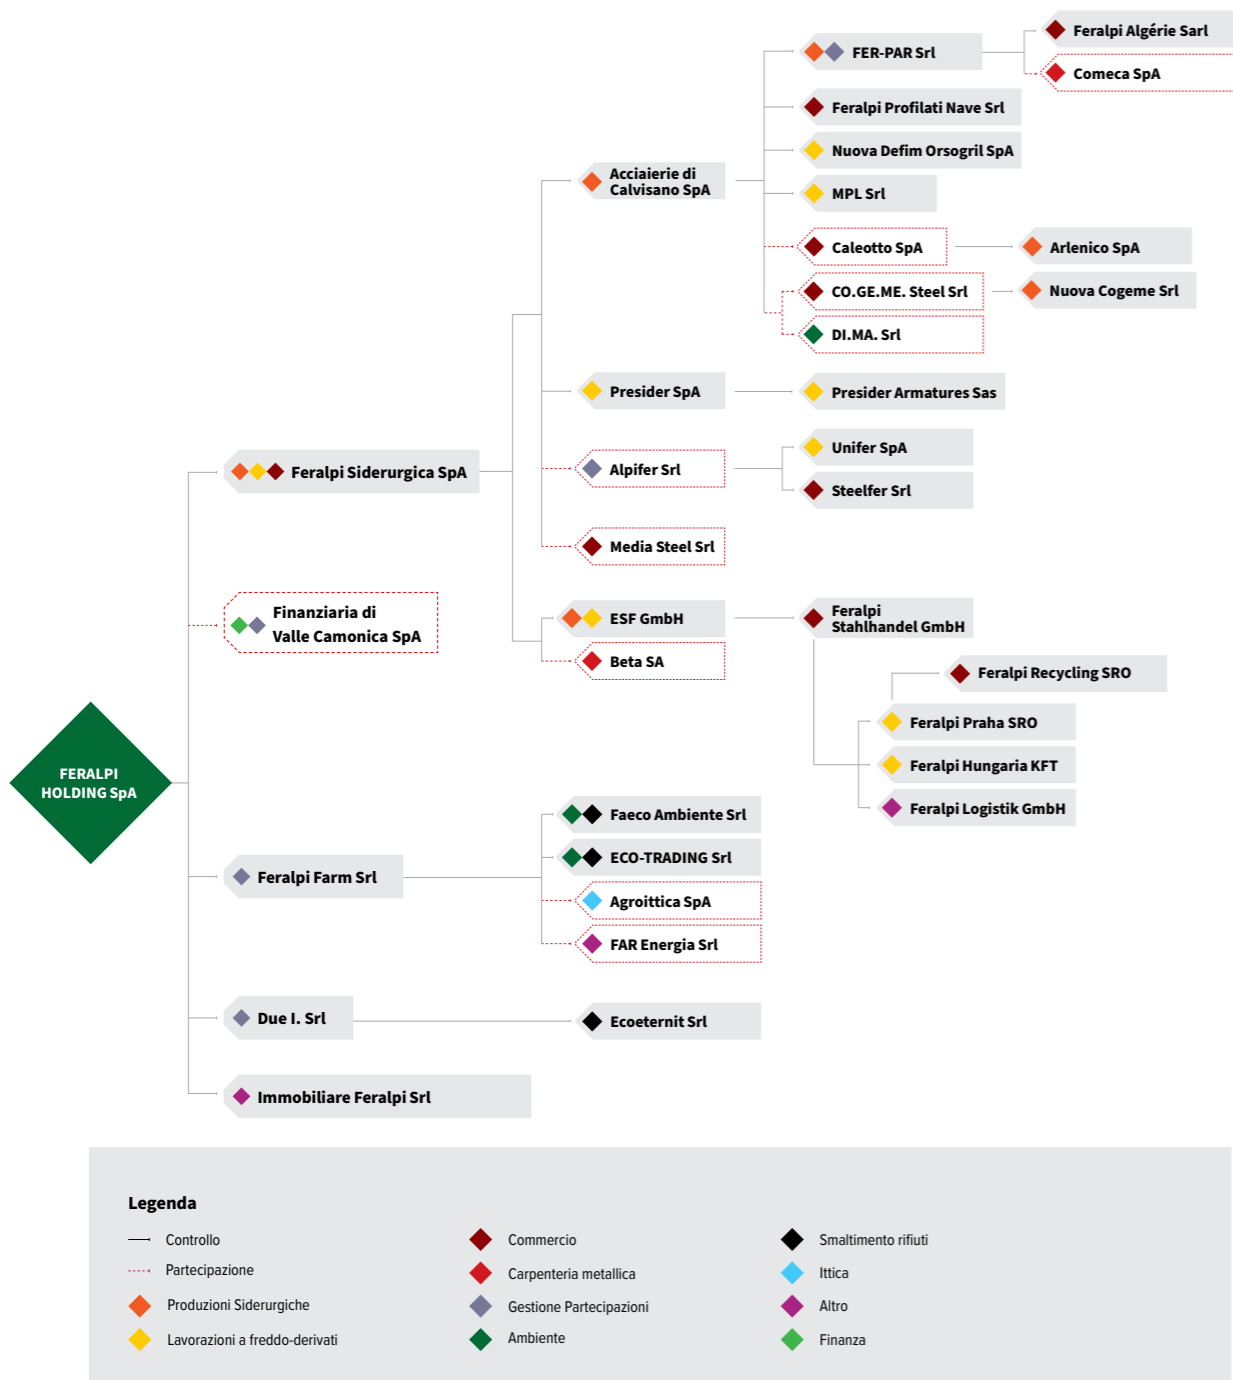 Feralpi Algérie Sarl
FER-PAR Srl
Comeca SpA
Feralpi Profilati Nave Srl
Nuova Defim Orsogril SpA
Acciaierie di
Calvisano SpA
MPL Srl
Caleotto SpA
Arlenico SpA
CO.GE.ME. Steel Srl
Nuova Cogeme Srl
DI.MA. Srl
Presider SpA
Presider Armatures Sas
Unifer SpA
Feralpi Siderurgica SpA
Alpifer Srl
Steelfer Srl
Media Steel Srl
Finanziaria di
Valle Camonica SpA
ESF GmbH
Feralpi
Stahlhandel GmbH
Beta SA
Feralpi Recycling SRO
Feralpi Praha SRO
FERALPI
HOLDING SpA
Feralpi Hungaria KFT
Feralpi Logistik GmbH
Faeco Ambiente Srl
ECO-TRADING Srl
Feralpi Farm Srl
Agroittica SpA
FAR Energia Srl
Due I. Srl
Ecoeternit Srl
Immobiliare Feralpi Srl
Legenda
Controllo
Partecipazione
Produzioni Siderurgiche
Lavorazioni a freddo-derivati
Commercio
Carpenteria metallica
Gestione Partecipazioni
Ambiente
Smaltimento rifiuti
Ittica
Altro
Finanza